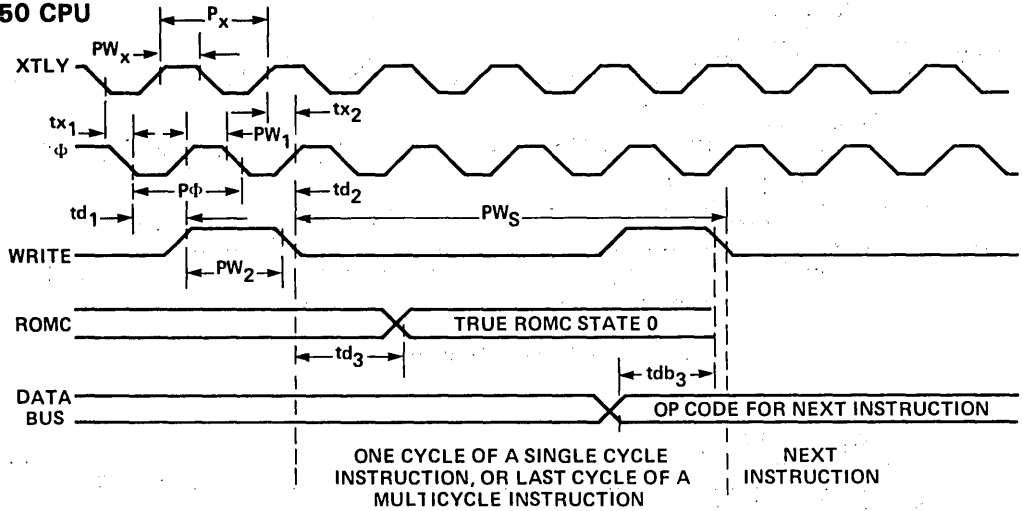 50 CPU
Px
PWx
XTLY
tx2
tx1
PW1
Φ
PΦ
td2
td1
PWS
WRITE
PW2
ROMC
TRUE ROMC STATE 0
td3
tdb3
DATA
BUS
OP CODE FOR NEXT INSTRUCTION
ONE CYCLE OF A SINGLE CYCLE
INSTRUCTION, OR LAST CYCLE OF A
MULTICYCLE INSTRUCTION
NEXT
INSTRUCTION